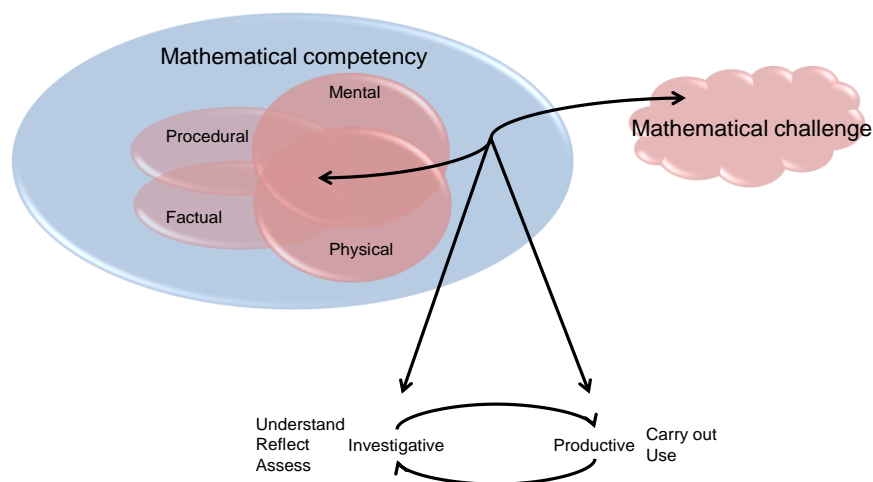 Mathematical competency
Mental
Procedural
Factual
Physical
Mathematical challenge
Understand
Reflect
Assess
Investigative
Productive
Carry out
Use